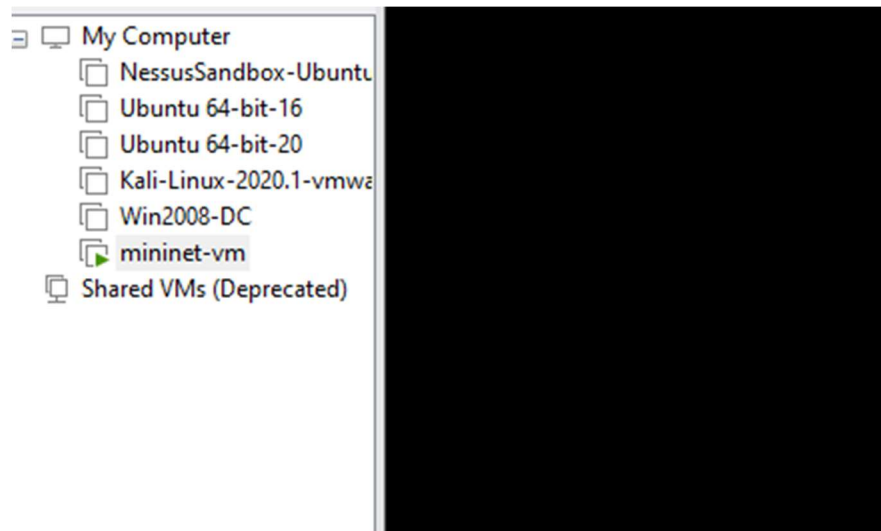 My Computer
NessusSandbox-Ubuntu
Ubuntu 64-bit-16
Ubuntu 64-bit-20
Kali-Linux-2020.1-vmwa
Win2008-DC
mininet-vm
Shared VMs (Deprecated)